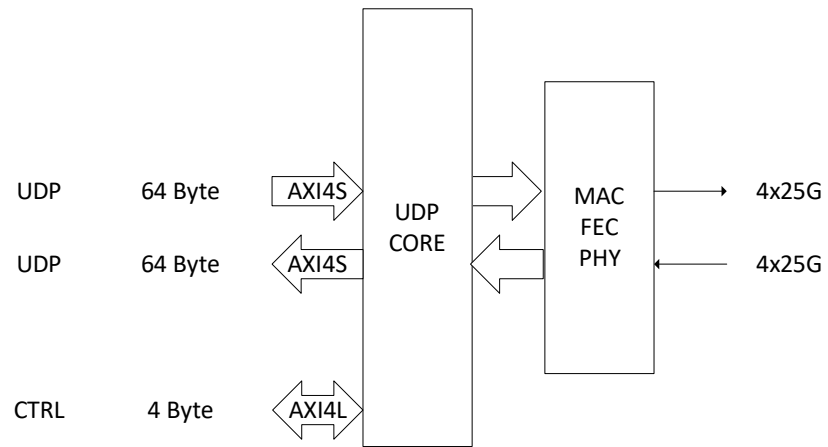 UDP 64 Byte AXI4S 4x25G
UDP 64 Byte AXI4S 4x25G
UDP
CORE
MAC
FEC
PHY
CTRL 4 Byte AXI4L